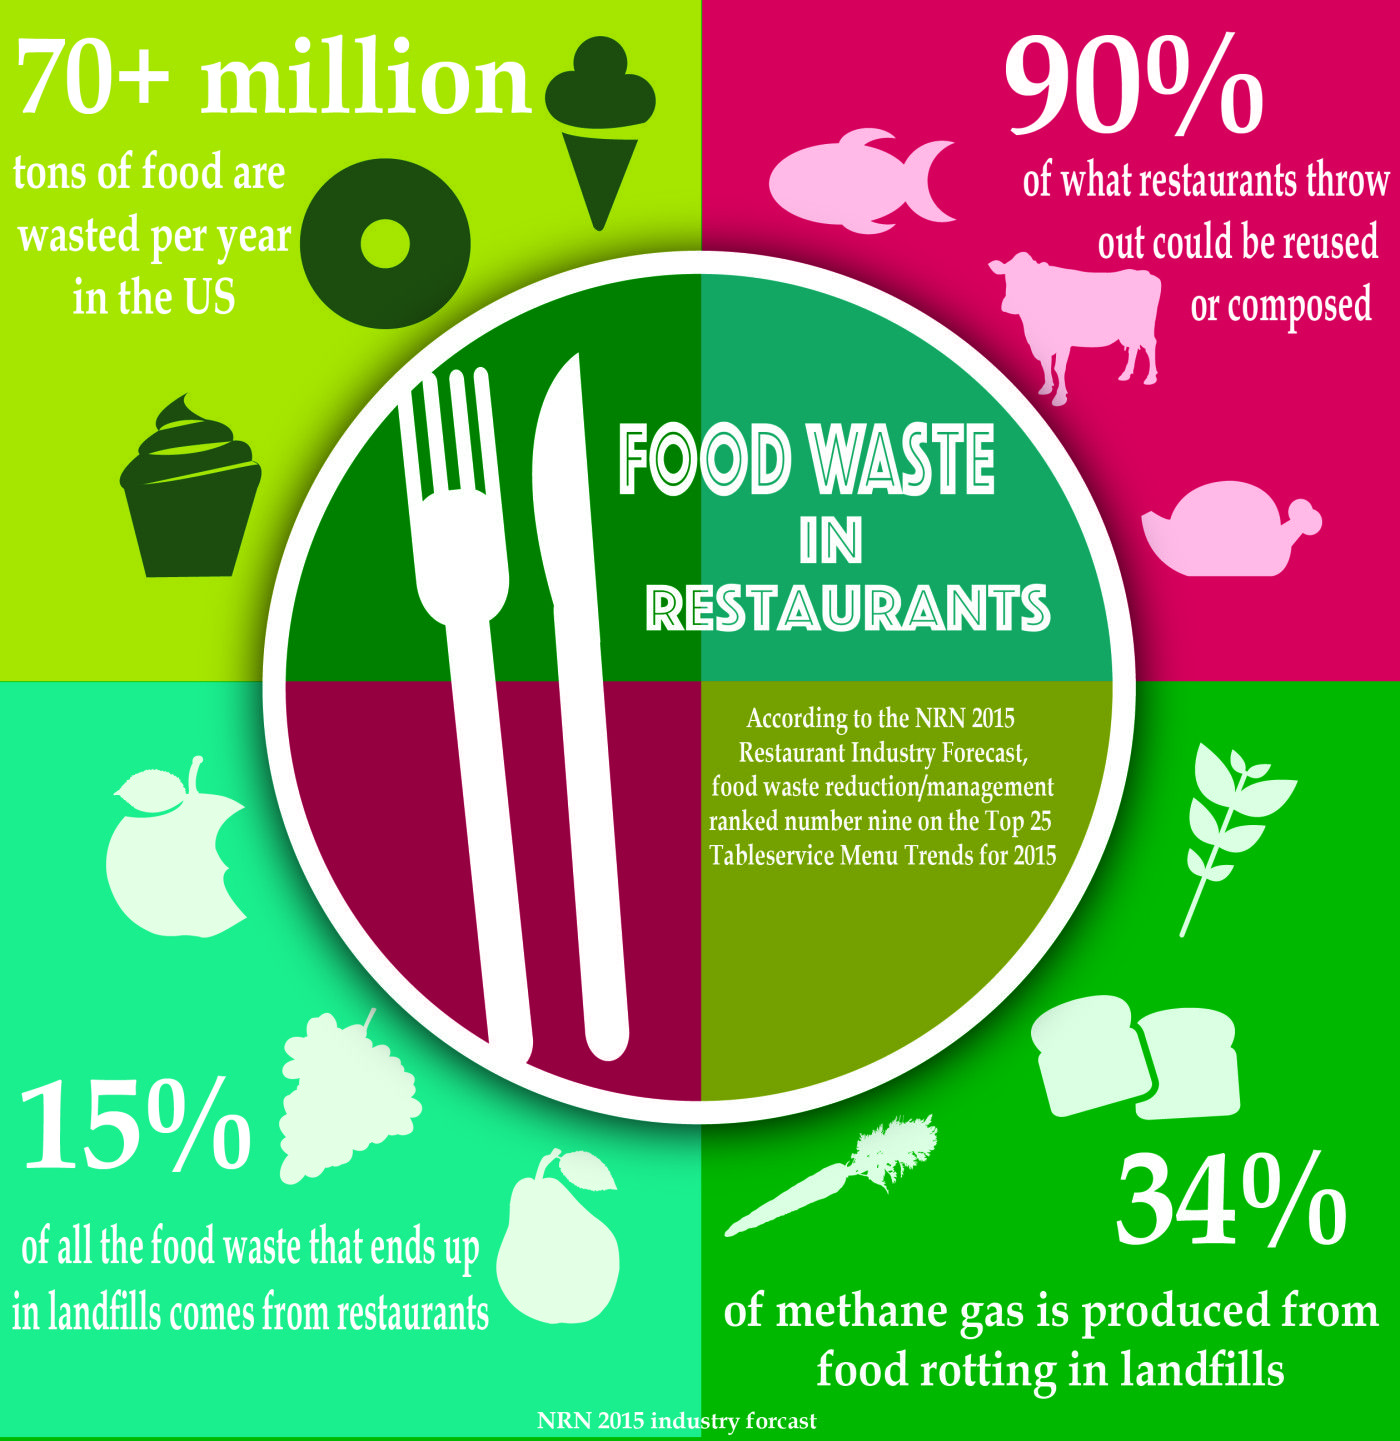 70+ million
tons of food are
wasted per year
in the US
90%
of what restaurants throw
out could be reused
or composed
FOOD WASTE
IN
RESTAURANTS
According to the NRN 2015
Restaurant Industry Forecast,
food waste reduction/management
ranked number nine on the Top 25
Tableservice Menu Trends for 2015
15%
of all the food waste that ends up
in landfills comes from restaurants
34%
of methane gas is produced from
food rotting in landfills
NRN 2015 industry forcast